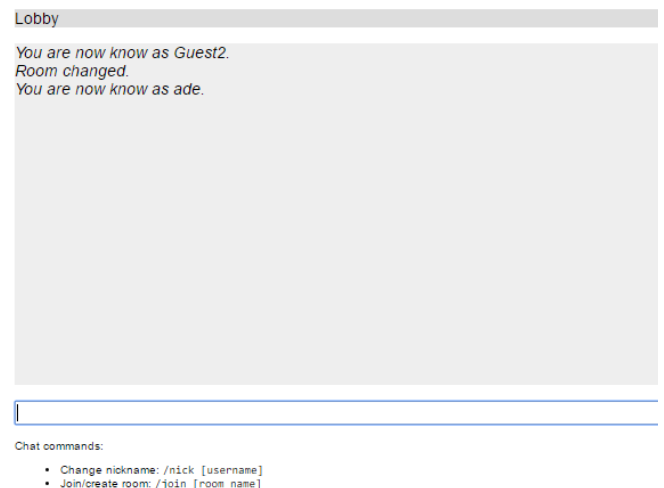 Lobby
You are now know as Guest2.
Room changed.
You are now know as ade.
Chat commands:
• Change nickname: /nick [username]
• Join/create room: /join [room name]